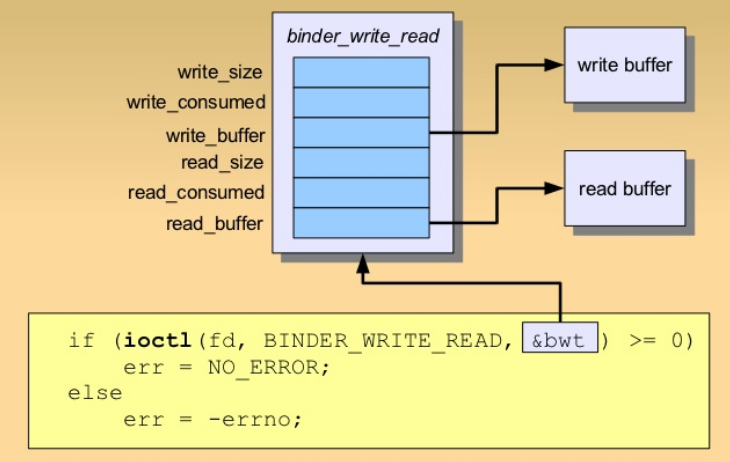 binder_write_read
write_size
write_consumed
write_buffer
read_size
read_consumed
read_buffer
write buffer
read buffer
if (ioctl(fd, BINDER_WRITE_READ, &bwt ) >= 0)
err = NO_ERROR;
else
err = -errno;